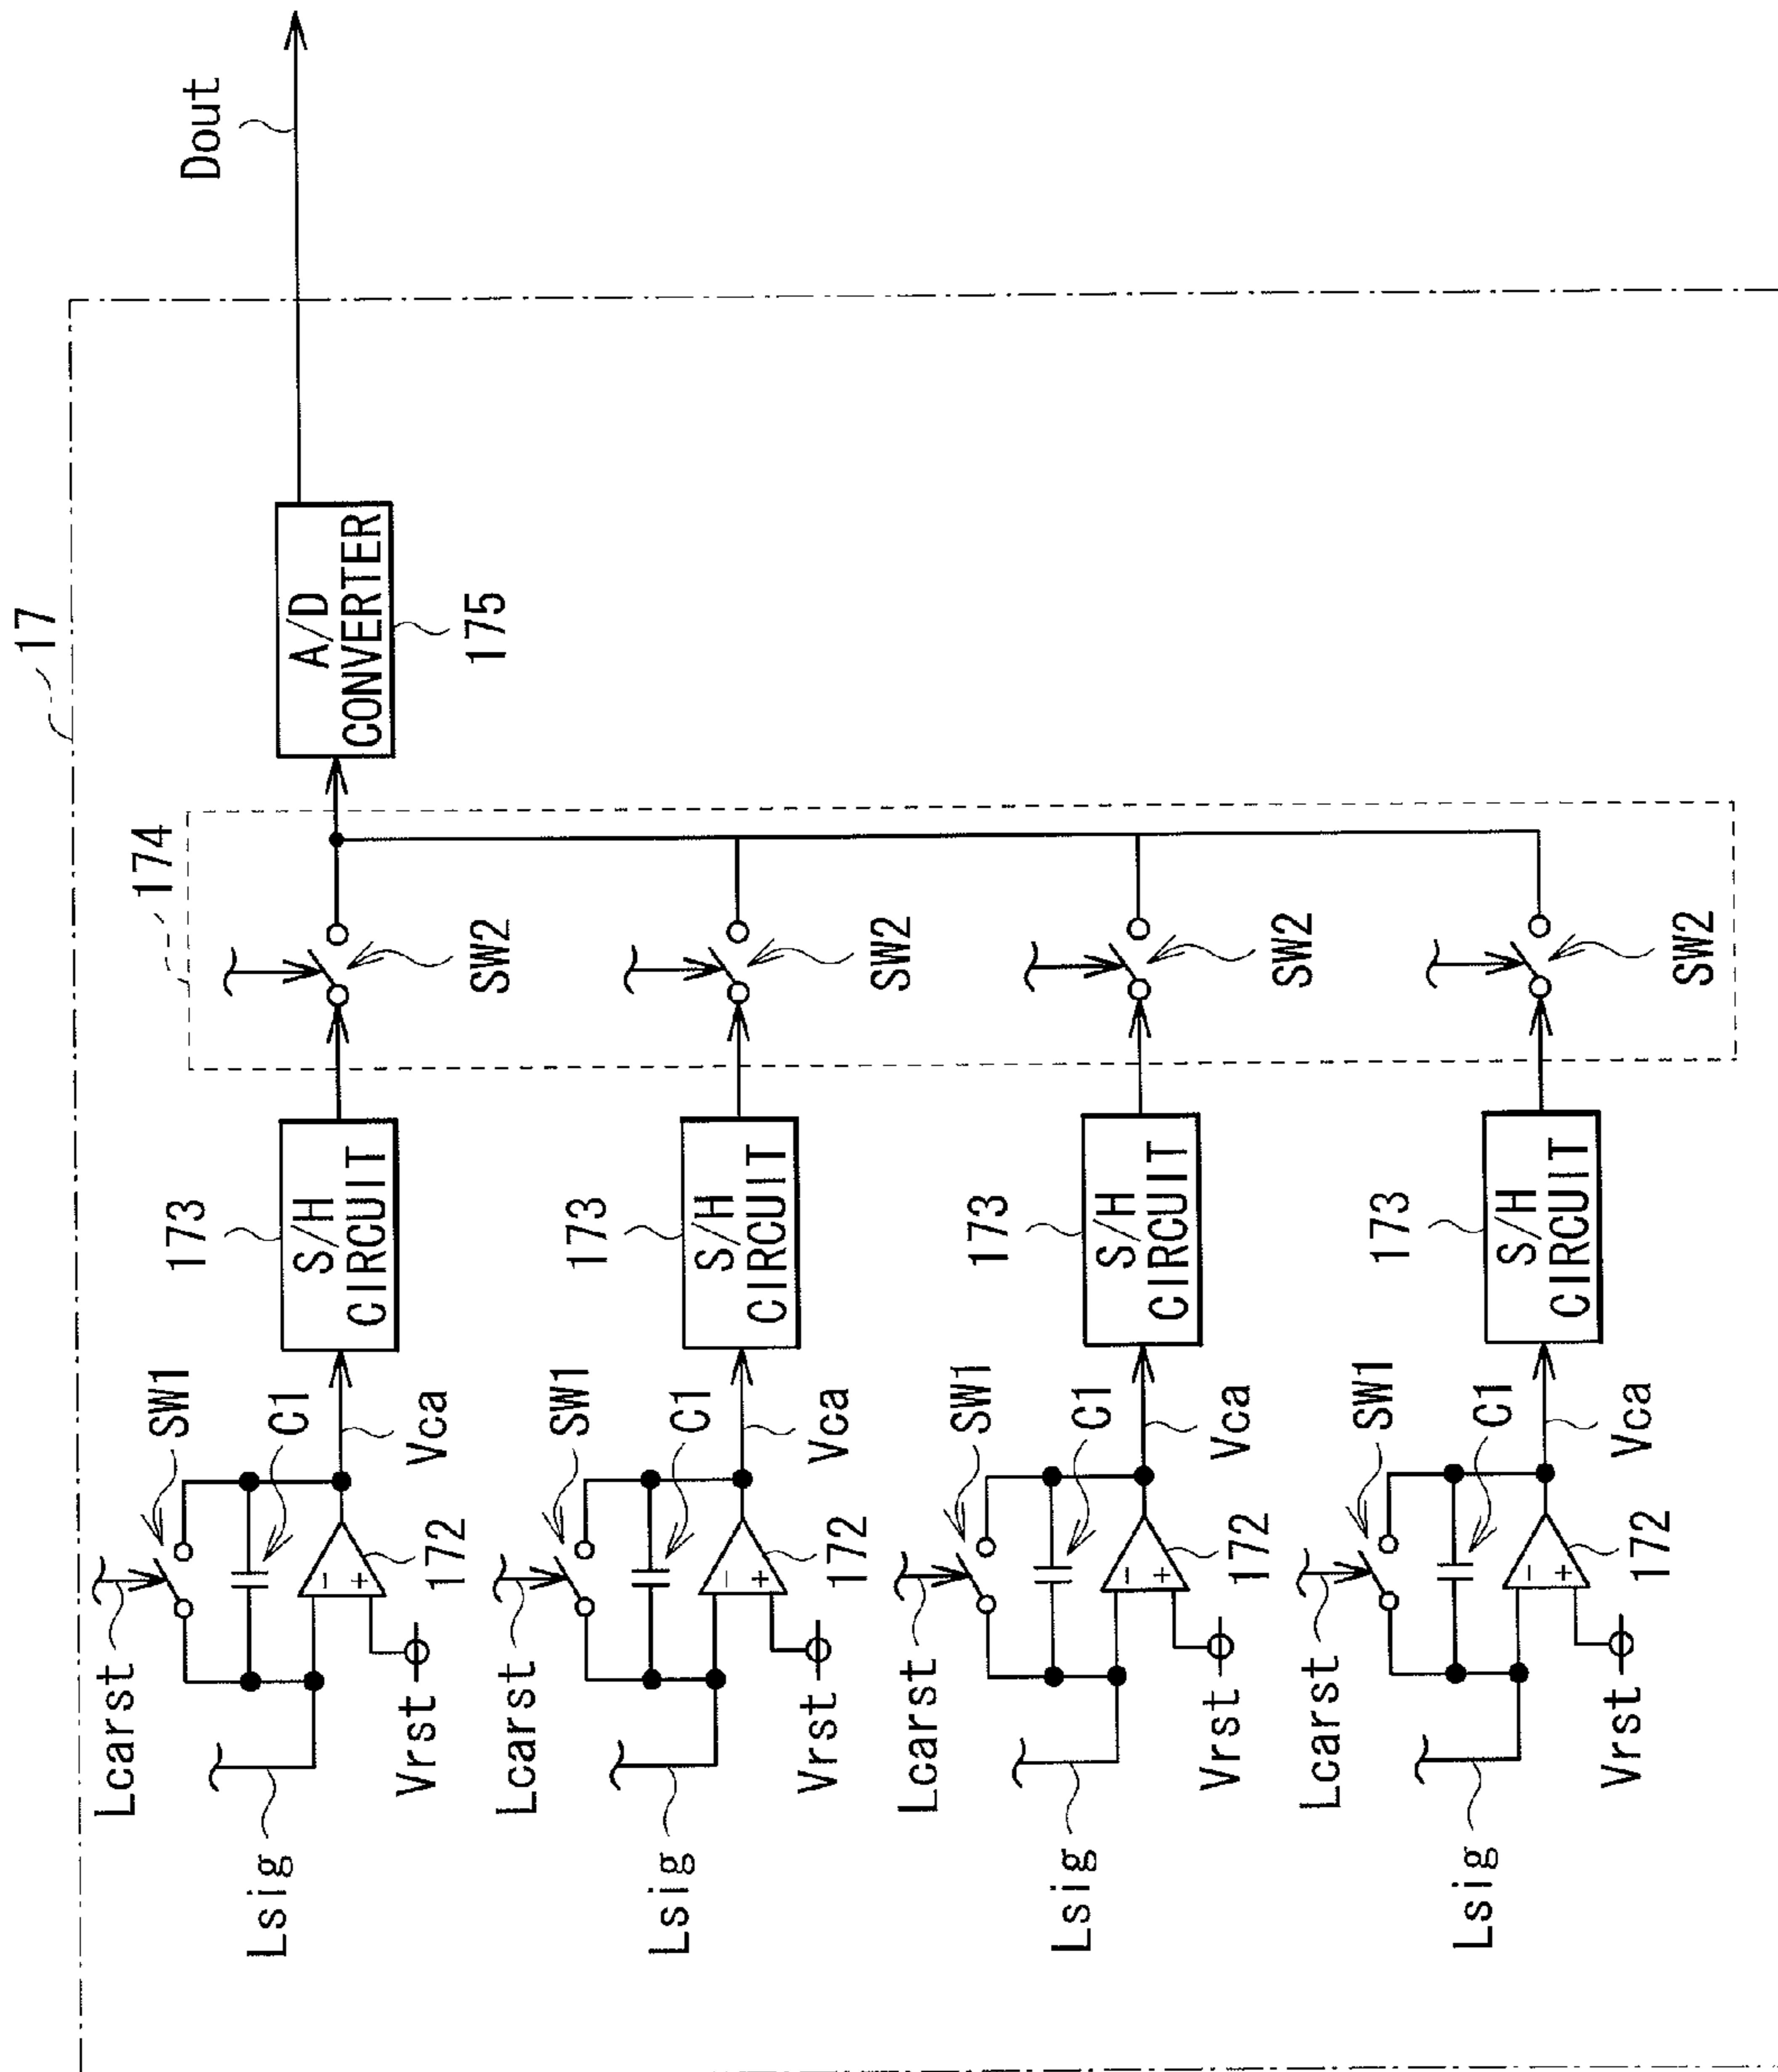 17
Lcarst
SW1
C1
Lsig
Vrst
172
Vca
173
S/H
CIRCUIT
174
SW2
A/D
CONVERTER
175
Dout
Lcarst
SW1
C1
Lsig
Vrst
172
Vca
173
S/H
CIRCUIT
SW2
Lcarst
SW1
C1
Lsig
Vrst
172
Vca
173
S/H
CIRCUIT
SW2
Lcarst
SW1
C1
Lsig
Vrst
172
Vca
173
S/H
CIRCUIT
SW2